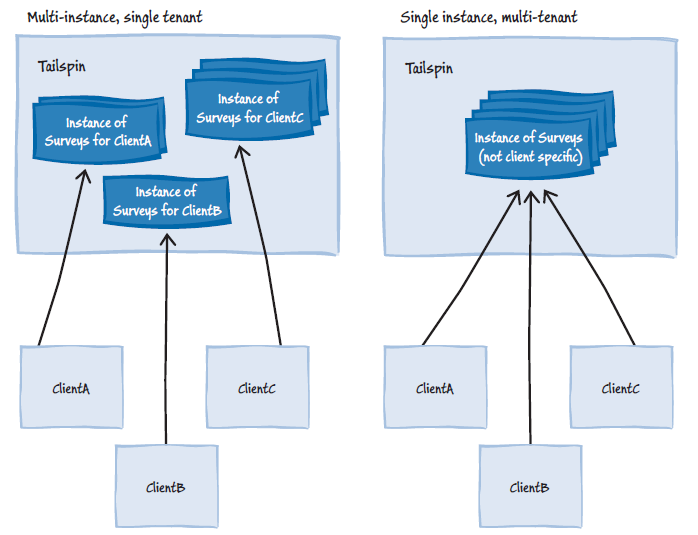 Multi-instance, single tenant
Tailspin
Instance of
Surveys for ClientA
Instance of
Surveys for ClientC
Instance of
Surveys for ClientB
ClientA
ClientC
ClientB
Single instance, multi-tenant
Tailspin
Instance of Surveys
(not client specific)
ClientA
ClientC
ClientB